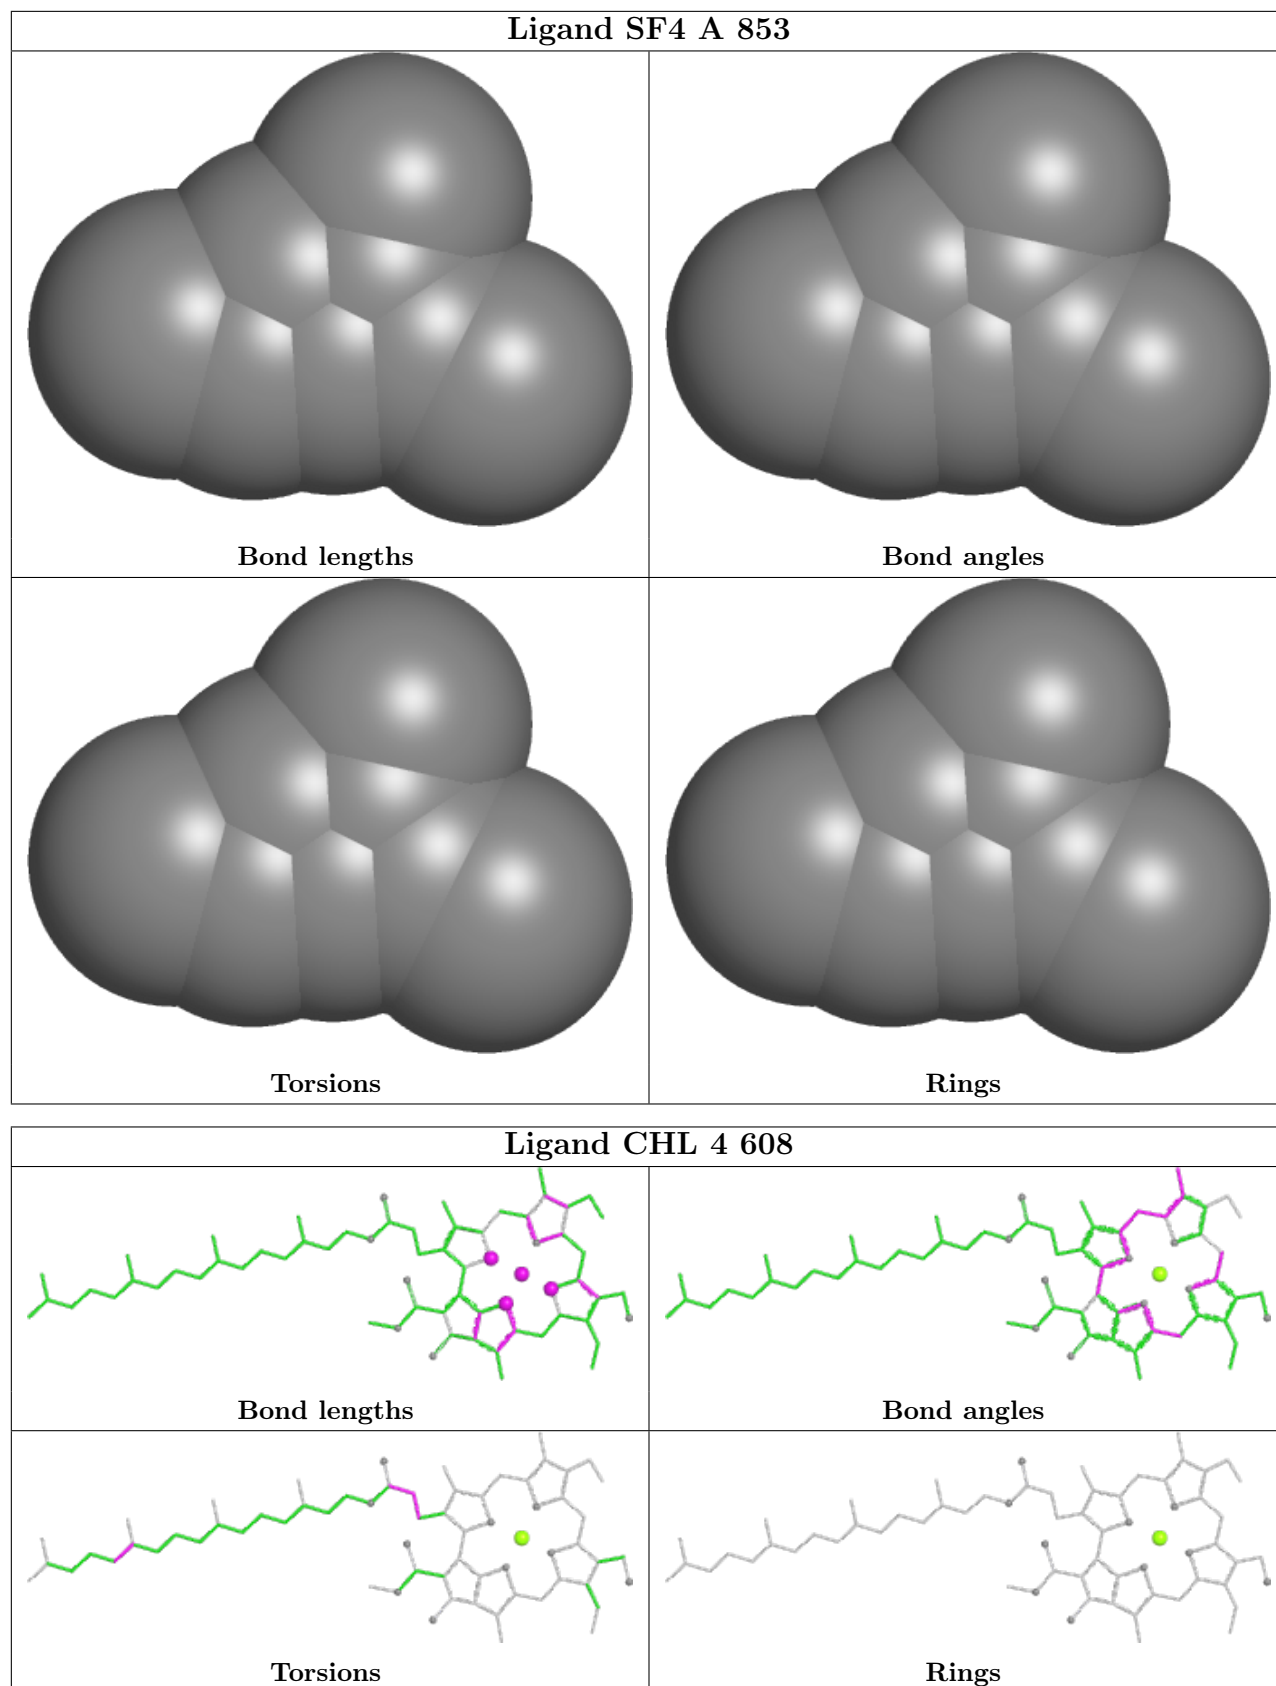 Ligand SF4 A 853
Bond lengths
Bond angles
Torsions
Rings
Ligand CHL 4 608
Bond lengths
Bond angles
Torsions
Rings